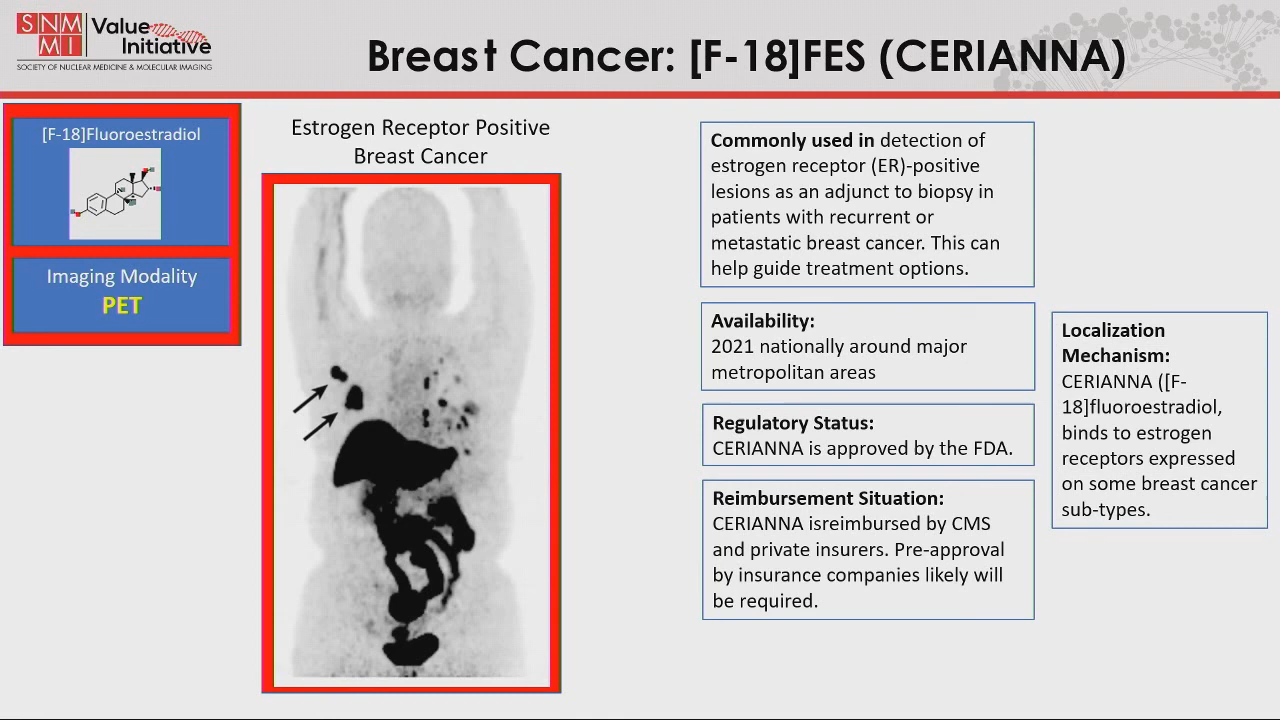 SNM
MI
Value
Initiative
SOCIETY OF NUCLEAR MEDICINE & MOLECULAR IMAGING
Breast Cancer: [F-18]FES (CERIANNA)
[F-18]Fluoroestradiol
Imaging Modality
PET
Estrogen Receptor Positive
Breast Cancer
Commonly used in detection of
estrogen receptor (ER)-positive
lesions as an adjunct to biopsy in
patients with recurrent or
metastatic breast cancer. This can
help guide treatment options.
Availability:
2021 nationally around major
metropolitan areas
Regulatory Status:
CERIANNA is approved by the FDA.
Reimbursement Situation:
CERIANNA isreimbursed by CMS
and private insurers. Pre-approval
by insurance companies likely will
be required.
Localization
Mechanism:
CERIANNA ([F-
18]fluoroestradiol,
binds to estrogen
receptors expressed
on some breast cancer
sub-types.